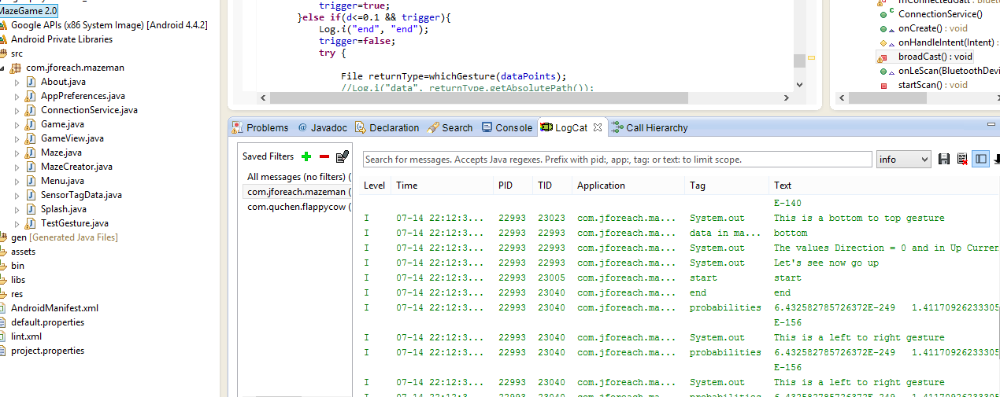 MazeGame 2.0
Google APIs (x86 System Image) [Android 4.4.2]
Android Private Libraries
src
com.jforeach.mazeman
About.java
AppPreferences.java
ConnectionService.java
Game.java
GameView.java
Maze.java
MazeCreator.java
Menu.java
SensorTagData.java
Splash.java
TestGesture.java
gen [Generated Java Files]
assets
bin
libs
res
AndroidManifest.xml
default.properties
lint.xml
project.properties
trigger=true;
}else if(d<=0.1 && trigger){
Log.i("end", "end");
trigger=false;
try {
File returnType=whichGesture(dataPoints);
//Log.i("data", returnType.getAbsolutePath());
ConnectionService()
onCreate() : void
onHandleIntent(Intent) :
broadCast() : void
onLeScan(BluetoothDevi
startScan() : void
Problems @ Javadoc Declaration Search Console LogCat Call Hierarchy
Saved Filters
All messages (no filters) (
com.jforeach.mazeman (
com.quchen.flappycow (
Search for messages. Accepts Java regexes. Prefix with pid:, app:, tag: or text: to limit scope. info
Level Time PID TID Application Tag Text
E-140
I 07-14 22:12:3... 22993 23023 com.jforeach.ma... System.out This is a bottom to top gesture
I 07-14 22:12:3... 22993 22993 com.jforeach.ma... data in ma... bottom
I 07-14 22:12:3... 22993 22993 com.jforeach.ma... System.out The values Direction = 0 and in Up Curren
I 07-14 22:12:3... 22993 22993 com.jforeach.ma... System.out Let's see now go up
I 07-14 22:12:3... 22993 23005 com.jforeach.ma... start start
I 07-14 22:12:3... 22993 23040 com.jforeach.ma... end end
I 07-14 22:12:3... 22993 23040 com.jforeach.ma... probabilities 6.432582785726372E-249 1.41170926233305
E-156
I 07-14 22:12:3... 22993 23040 com.jforeach.ma... System.out This is a left to right gesture
I 07-14 22:12:3... 22993 23040 com.jforeach.ma... probabilities 6.432582785726372E-249 1.41170926233305
E-156
I 07-14 22:12:3... 22993 23040 com.jforeach.ma... System.out This is a left to right gesture